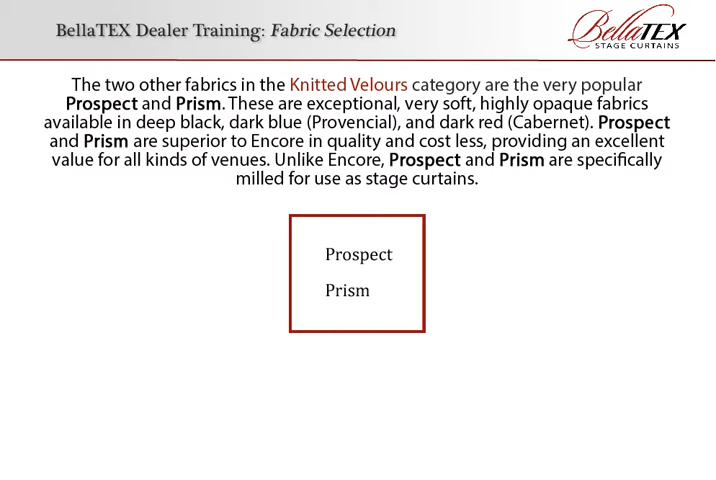 BellaTEX Dealer Training: Fabric Selection
BellaTEX
STAGE CURTAINS
The two other fabrics in the Knitted Velours category are the very popular
Prospect and Prism. These are exceptional, very soft, highly opaque fabrics
available in deep black, dark blue (Provencial), and dark red (Cabernet). Prospect
and Prism are superior to Encore in quality and cost less, providing an excellent
value for all kinds of venues. Unlike Encore, Prospect and Prism are specifically
milled for use as stage curtains.
Prospect
Prism